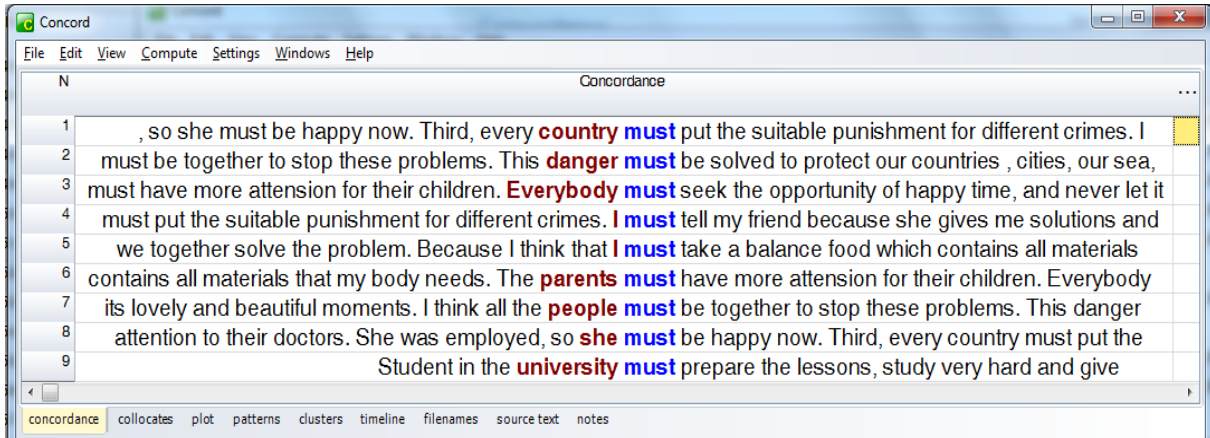 Concord
File Edit View Compute Settings Windows Help
N Concordance ...
1 , so she must be happy now. Third, every country must put the suitable punishment for different crimes. I
2 must be together to stop these problems. This danger must be solved to protect our countries , cities, our sea,
3 must have more attension for their children. Everybody must seek the opportunity of happy time, and never let it
4 must put the suitable punishment for different crimes. I must tell my friend because she gives me solutions and
5 we together solve the problem. Because I think that I must take a balance food which contains all materials
6 contains all materials that my body needs. The parents must have more attension for their children. Everybody
7 its lovely and beautiful moments. I think all the people must be together to stop these problems. This danger
8 attention to their doctors. She was employed, so she must be happy now. Third, every country must put the
9 Student in the university must prepare the lessons, study very hard and give
concordance collocates plot patterns clusters timeline filenames source text notes